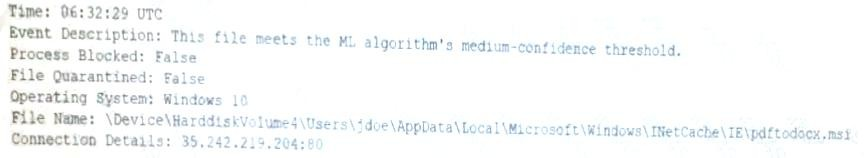 Time: 06:32:29 UTC
Event Description: This file meets the ML algorithm's medium-confidence threshold.
Process Blocked: False
File Quarantined: False
Operating System: Windows 10
File Name: \Device\HarddiskVolume4\Users\jdoe\AppData\Local\Microsoft\Windows\INetCache\IE\pdftodocx.msi
Connection Details: 35.242.219.204:80